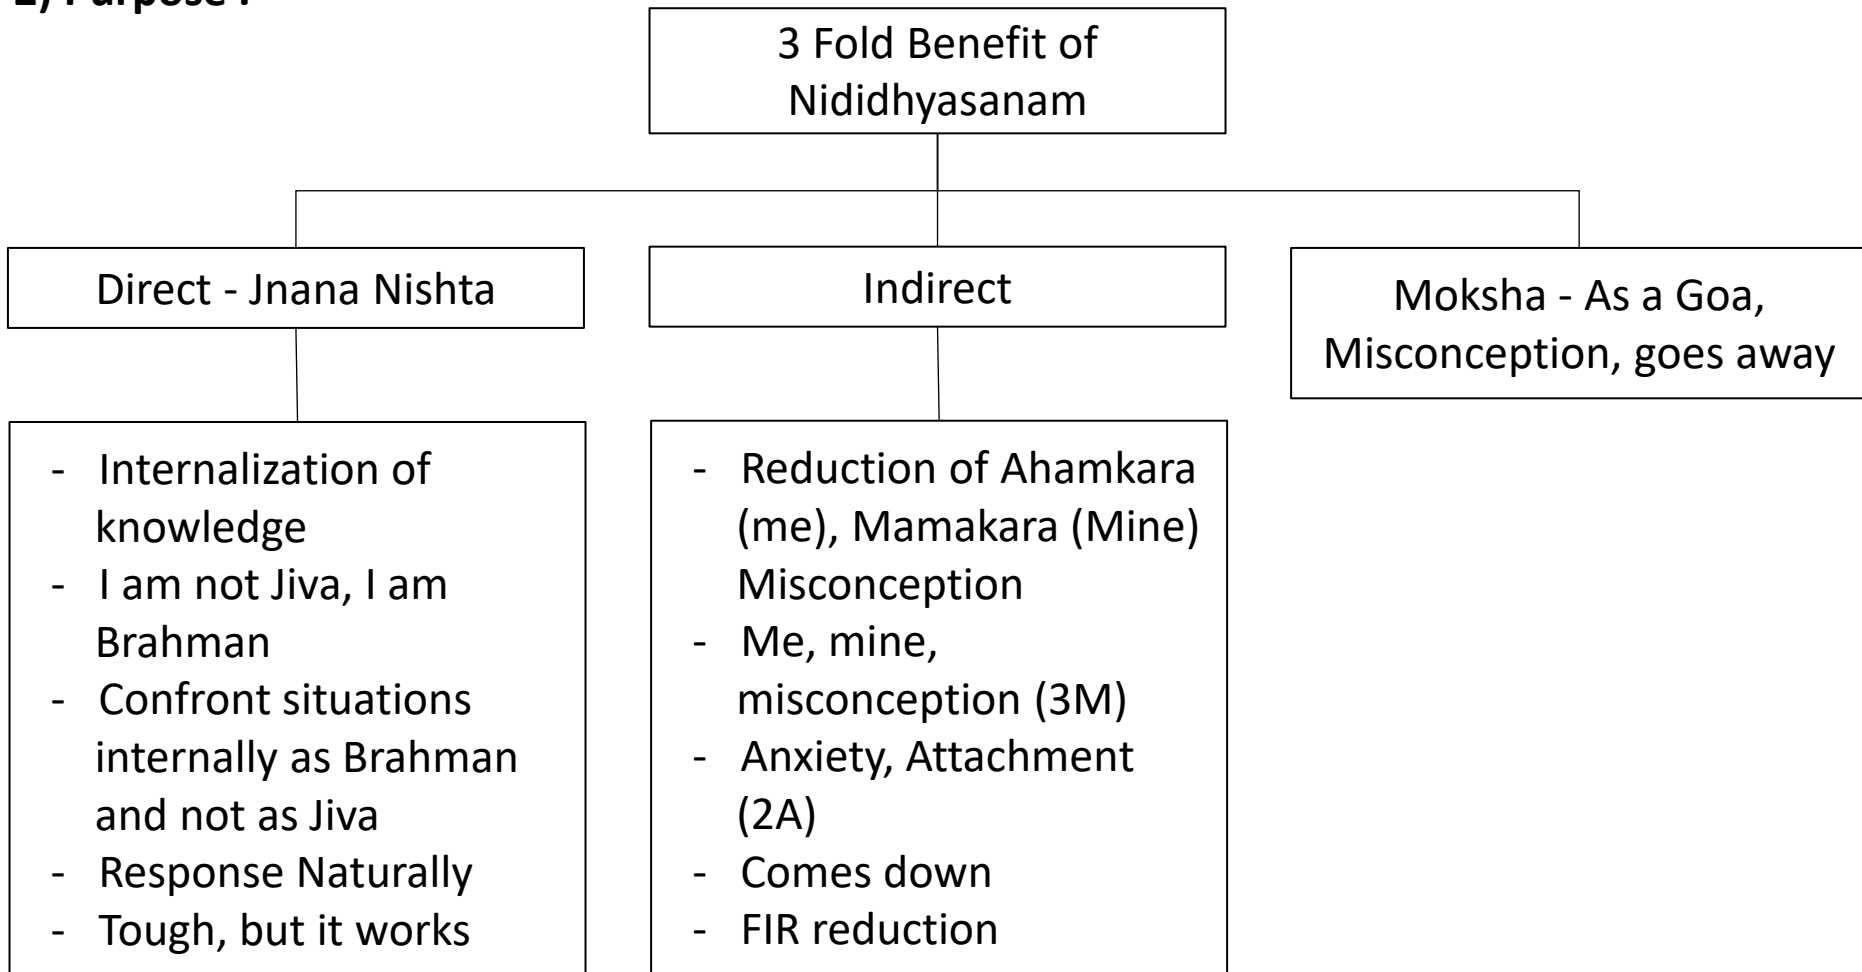 Purpose :
3 Fold Benefit of
Nididhyasanam
Direct - Jnana Nishta
Indirect
Moksha - As a Goa,
Misconception, goes away
- Internalization of
knowledge
- I am not Jiva, I am
Brahman
- Confront situations
internally as Brahman
and not as Jiva
- Response Naturally
- Tough, but it works
- Reduction of Ahamkara
(me), Mamakara (Mine)
Misconception
- Me, mine,
misconception (3M)
- Anxiety, Attachment
(2A)
- Comes down
- FIR reduction